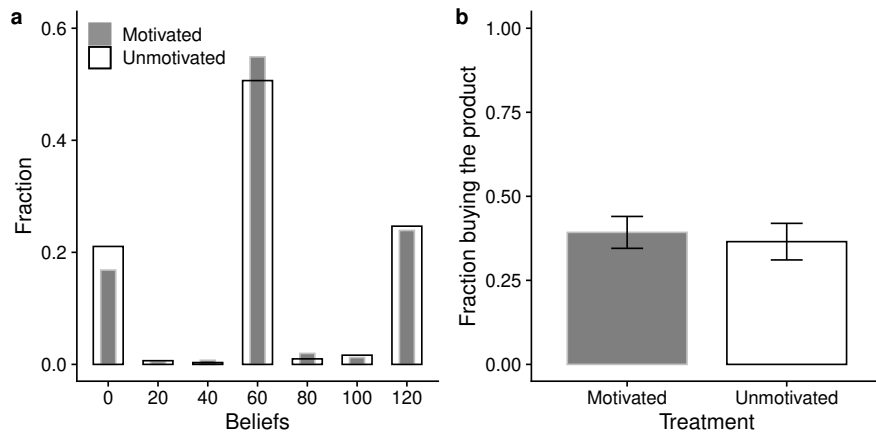 a
Motivated
Unmotivated
Fraction
0.6
0.4
0.2
0.0
0 20 40 60 80 100 120
Beliefs
b
Fraction buying the product
1.00
0.75
0.50
0.25
0.00
Motivated Unmotivated
Treatment